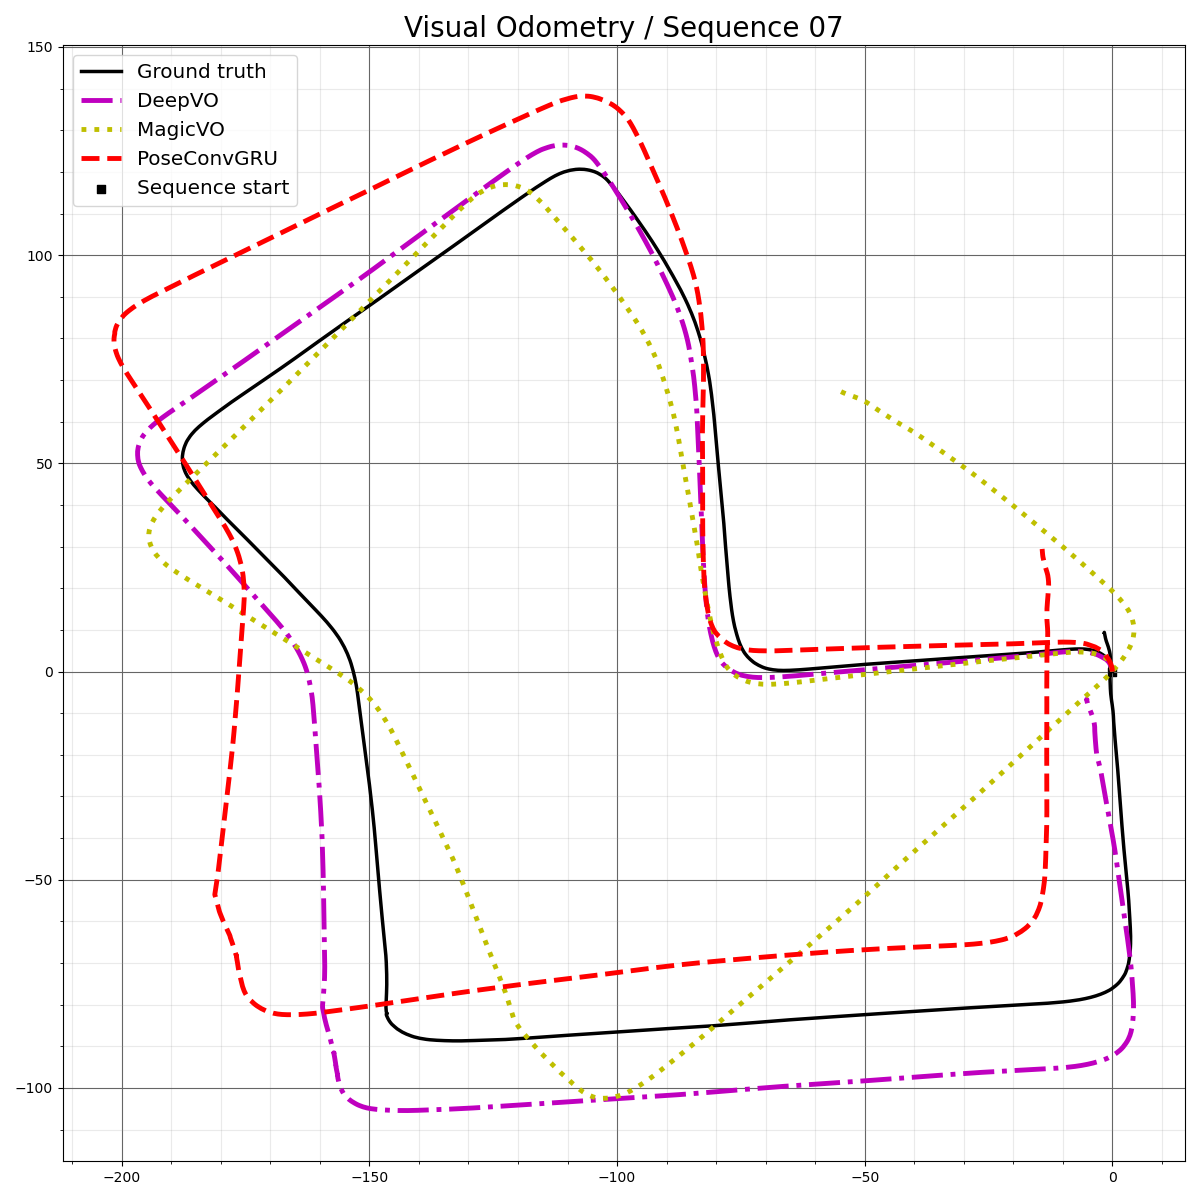 Visual Odometry / Sequence 07
Ground truth
DeepVO
MagicVO
PoseConvGRU
Sequence start
150
100
50
0
−50
−100
−200 −150 −100 −50 0